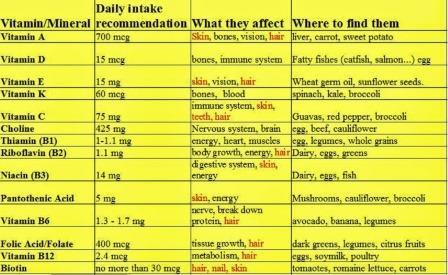 Vitamin/Mineral Daily intake recommendation What they affect Where to find them
Vitamin A 700 mcg Skin, bones, vision, hair liver, carrot, sweet potato
Vitamin D 15 mcg bones, immune system Fatty fishes (catfish, salmon...) egg
Vitamin E 15 mg skin, vision, hair Wheat germ oil, sunflower seeds.
Vitamin K 60 mcg bones, blood spinach, kale, broccoli
Vitamin C 75 mg immune system, skin, teeth, hair Guavas, red pepper, broccoli
Choline 425 mg Nervous system, brain egg, beef, cauliflower
Thiamin (B1) 1-1.1 mg energy, heart, muscles egg, legumes, whole grains
Riboflavin (B2) 1.1 mg body growth, energy, hair Dairy, eggs, greens
Niacin (B3) 14 mg digestive system, skin, energy Dairy, eggs, fish
Pantothenic Acid 5 mg skin, energy Mushrooms, cauliflower, broccoli
Vitamin B6 1.3 - 1.7 mg nerve, break down protein, hair avocado, banana, legumes
Folic Acid/Folate 400 mcg tissue growth, hair dark greens, legumes, citrus fruits
Vitamin B12 2.4 mcg metabolism, hair eggs, soymilk, poultry
Biotin no more than 30 mcg hair, nail, skin tomaotes, romaine lettuce, carrots